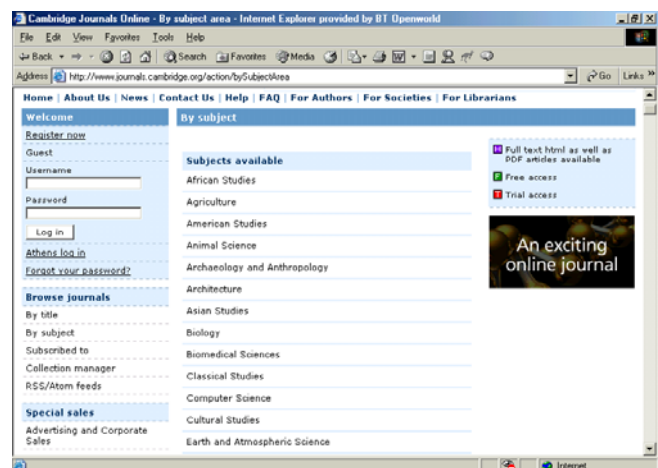 Cambridge Journals Online - By subject area - Internet Explorer provided by BT Openworld
File Edit View Favorites Tools Help
Back Search Favorites Media
Address http://www.journals.cambridge.org/action/bySubjectArea Go Links »
Home | About Us | News | Contact Us | Help | FAQ | For Authors | For Societies | For Librarians
Welcome
Register now
Guest
Username
Password
Log in
Athens log in
Forgot your password?
Browse journals
By title
By subject
Subscribed to
Collection manager
RSS/Atom feeds
Special sales
Advertising and Corporate
Sales
By subject
Subjects available
African Studies
Agriculture
American Studies
Animal Science
Archaeology and Anthropology
Architecture
Asian Studies
Biology
Biomedical Sciences
Classical Studies
Computer Science
Cultural Studies
Earth and Atmospheric Science
H Full text html as well as
PDF articles available
F Free access
T Trial access
An exciting
online journal
Internet